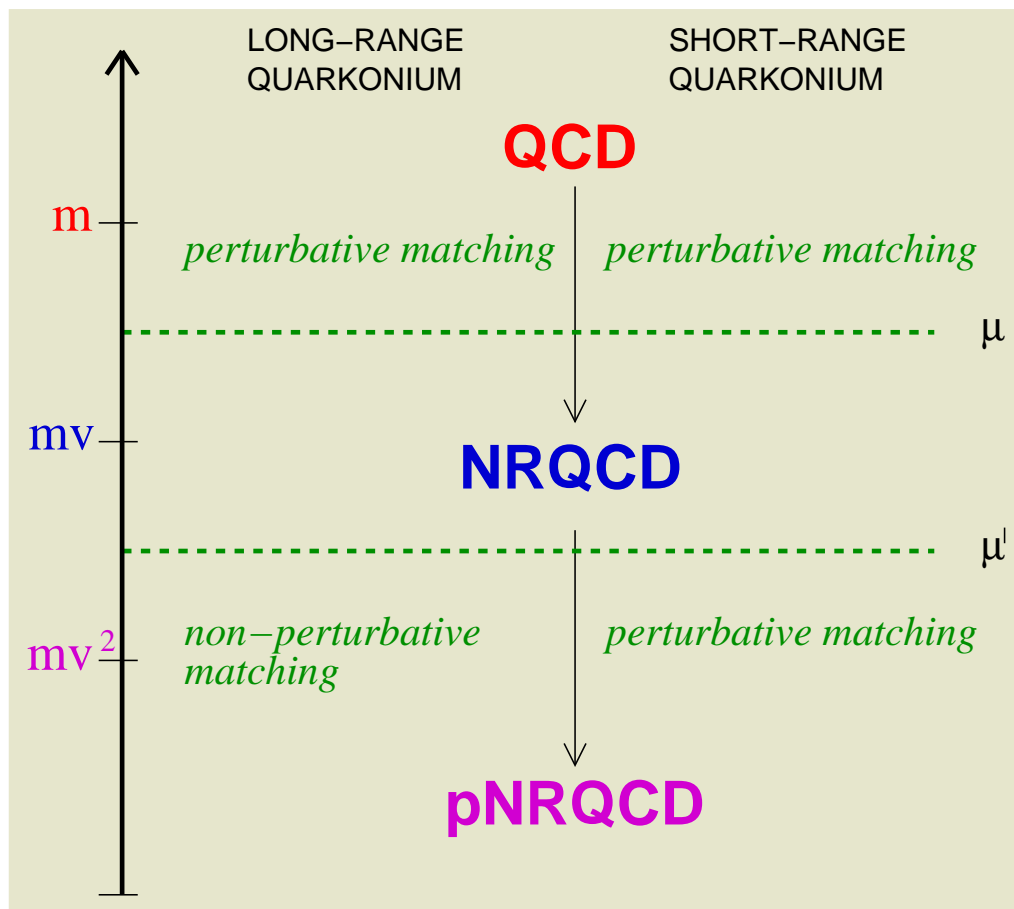 LONG–RANGE
QUARKONIUM
SHORT–RANGE
QUARKONIUM
QCD
m
perturbative matching
perturbative matching
μ
mv
NRQCD
μ'
mv²
non–perturbative
matching
perturbative matching
pNRQCD